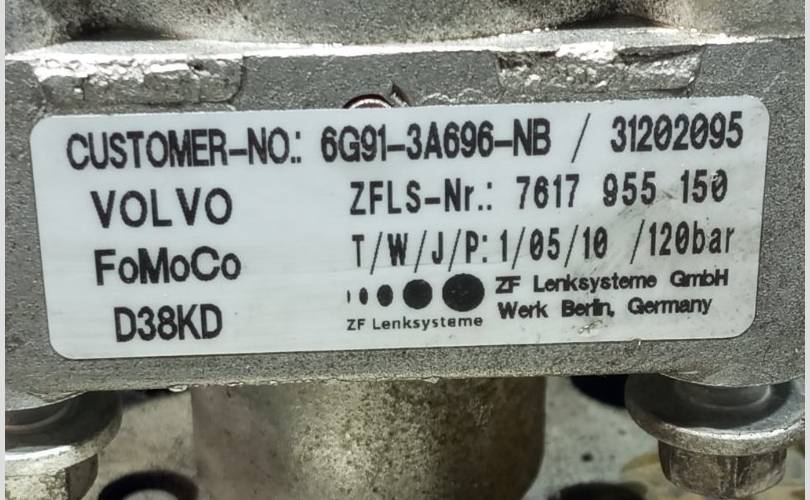 CUSTOMER-NO.: 6G91-3A696-NB / 31202095
VOLVO ZFLS-Nr.: 7617 955 150
FoMoCo T/W/J/P: 1/05/10 /120bar
D38KD
ZF Lenksysteme
ZF Lenksysteme GmbH
Werk Berlin, Germany